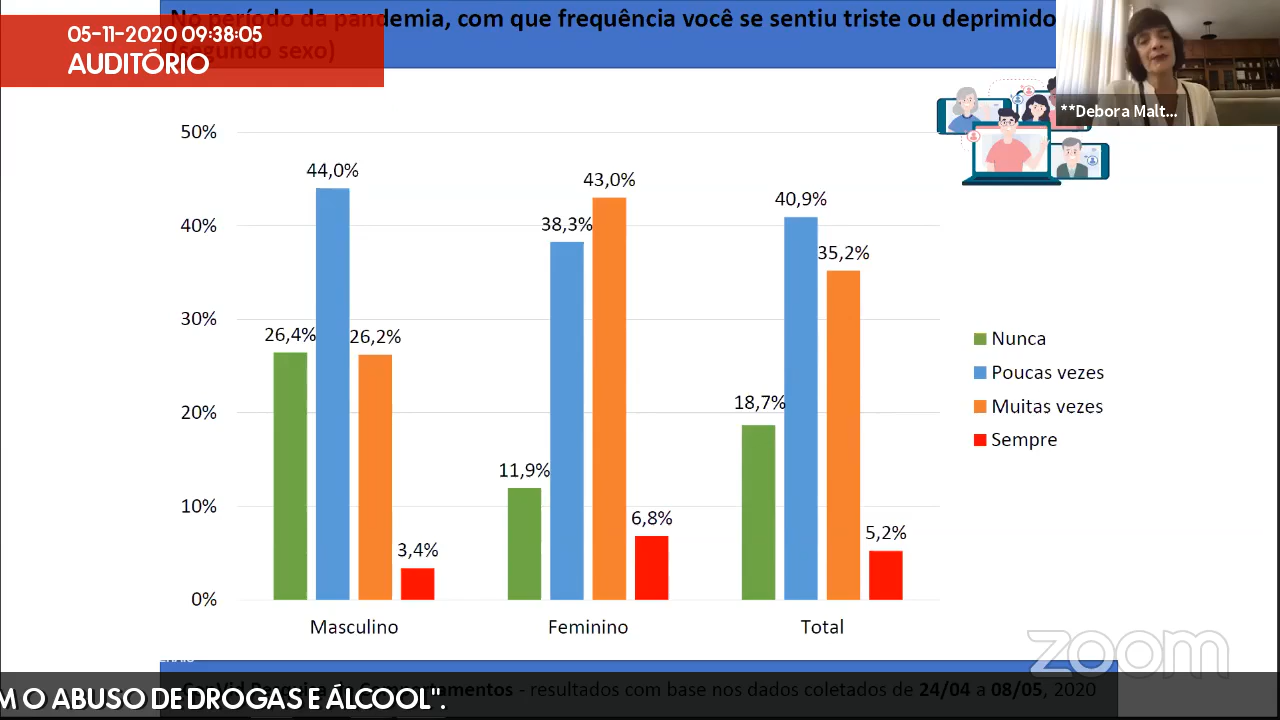 No período da pandemia, com que frequência você se sentiu triste ou deprimido
(segundo sexo)
05-11-2020 09:38:05
AUDITÓRIO
**Debora Malt...
50%
40%
30%
20%
10%
0%
26,4%
44,0%
26,2%
3,4%
11,9%
38,3%
43,0%
6,8%
18,7%
40,9%
35,2%
5,2%
Masculino
Feminino
Total
Nunca
Poucas vezes
Muitas vezes
Sempre
zoom
ConVid Pesquisa de Comportamentos - resultados com base nos dados coletados de 24/04 a 08/05, 2020
M O ABUSO DE DROGAS E ÁLCOOL".